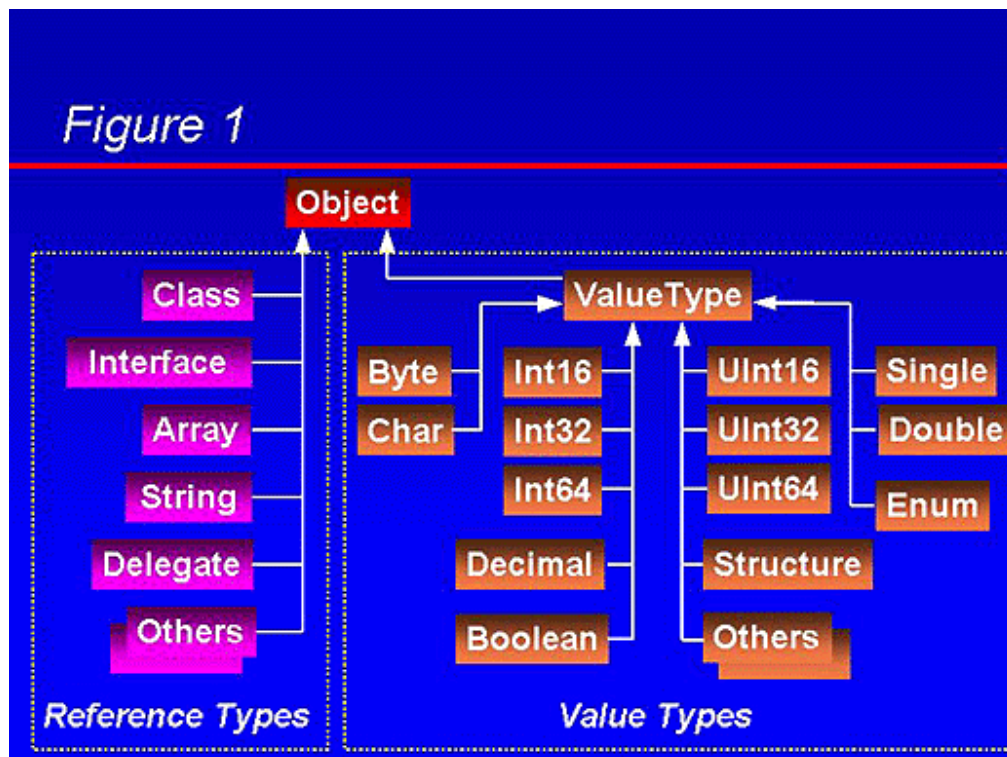 Figure 1
Object
Class
Interface
Array
String
Delegate
Others
Reference Types
ValueType
Byte
Char
Int16
Int32
Int64
Decimal
Boolean
UInt16
UInt32
UInt64
Structure
Others
Single
Double
Enum
Value Types